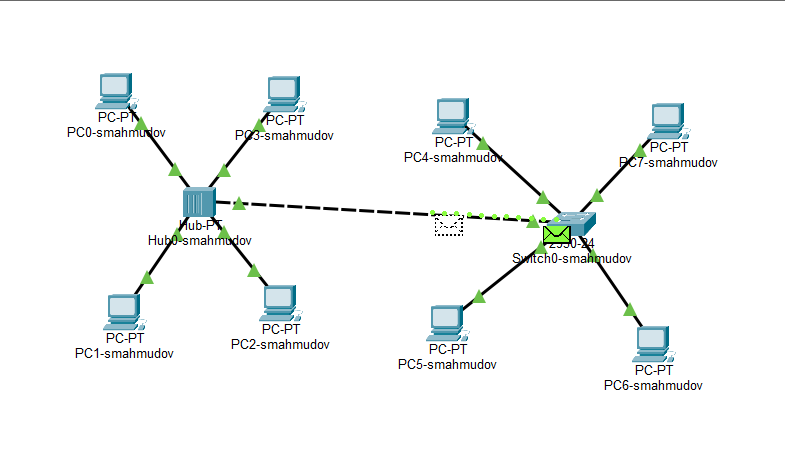 PC-PT
PC0-smahmudov
PC-PT
PC3-smahmudov
PC-PT
PC4-smahmudov
PC-PT
PC7-smahmudov
Hub-PT
Hub0-smahmudov
2950-24
Switch0-smahmudov
PC-PT
PC1-smahmudov
PC-PT
PC2-smahmudov
PC-PT
PC5-smahmudov
PC-PT
PC6-smahmudov